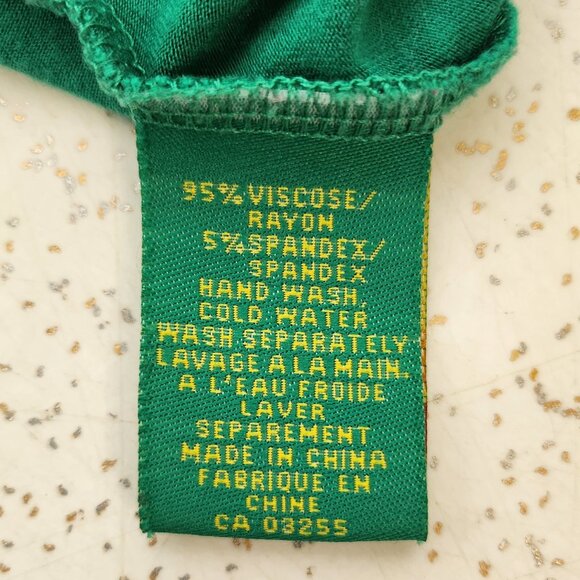 95% VISCOSE/
RAYON
5% SPANDEX/
SPANDEX
HAND WASH,
COLD WATER
WASH SEPARATELY
LAVAGE A LA MAIN.
A L'EAU FROIDE
LAVER
SEPAREMENT
MADE IN CHINA
FABRIQUE EN
CHINE
CA 03255